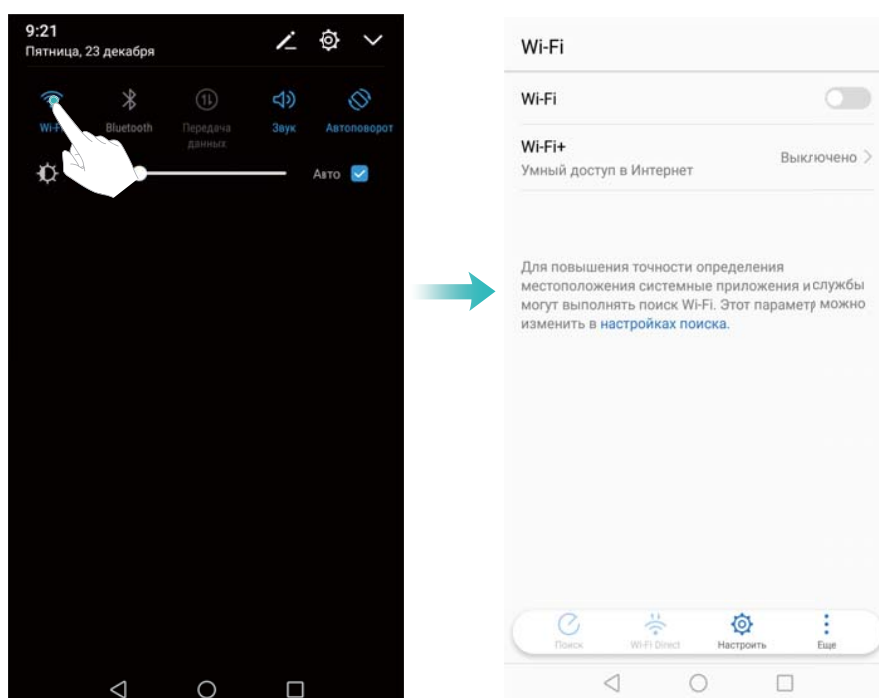 9:21
Пятница, 23 декабря
Bluetooth
Передача
данных
Звук
Автоповорот
Авто
Wi-Fi
Wi-Fi
Wi-Fi+
Умный доступ в Интернет
Выключено
Для повышения точности определения
местоположения системные приложения и службы
могут выполнять поиск Wi-Fi. Этот параметр можно
изменить в настройках поиска.
Поиск
Wi-Fi Direct
Настроить
Еще